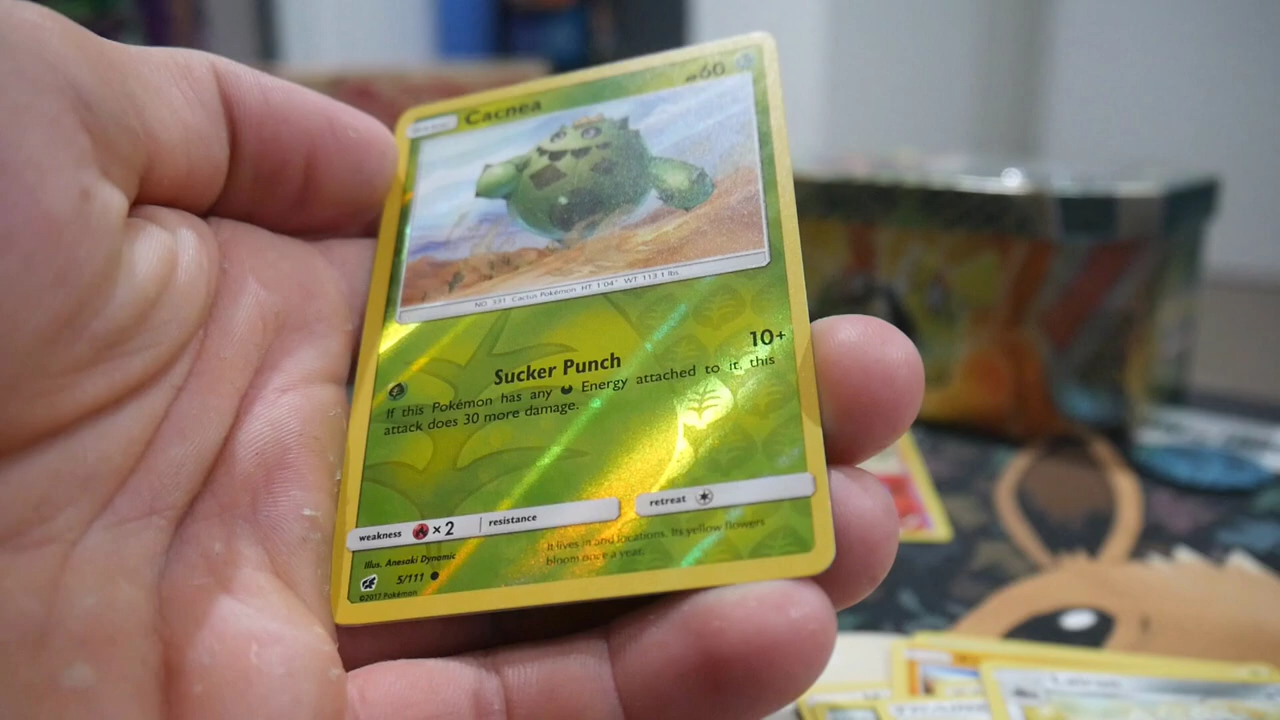 Cacnea
60
NO. 331 Cactus Pokémon HT 1'04" WT 113.1 lbs
Sucker Punch 10+
If this Pokémon has any Energy attached to it, this
attack does 30 more damage.
weakness ×2 resistance retreat
It lives in arid locations. Its yellow flowers
bloom once a year.
Illus. Anesaki Dynamic
5/111
©2017 Pokémon